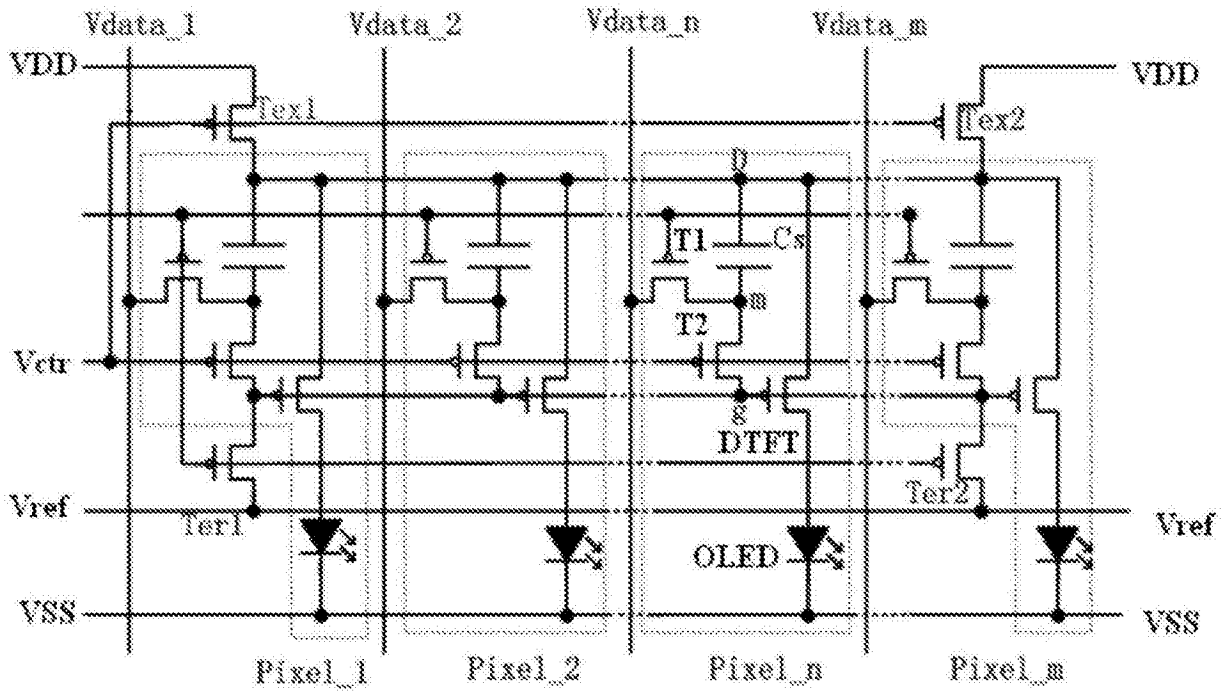 Vdata_1 Vdata_2 Vdata_n Vdata_m
VDD VDD
Tex1 Tex2
D
T1 Cs
m
T2
Vctr
g
DTFT
Ter2
Vref Vref
Ter1
OLED
VSS VSS
Pixel_1 Pixel_2 Pixel_n Pixel_m